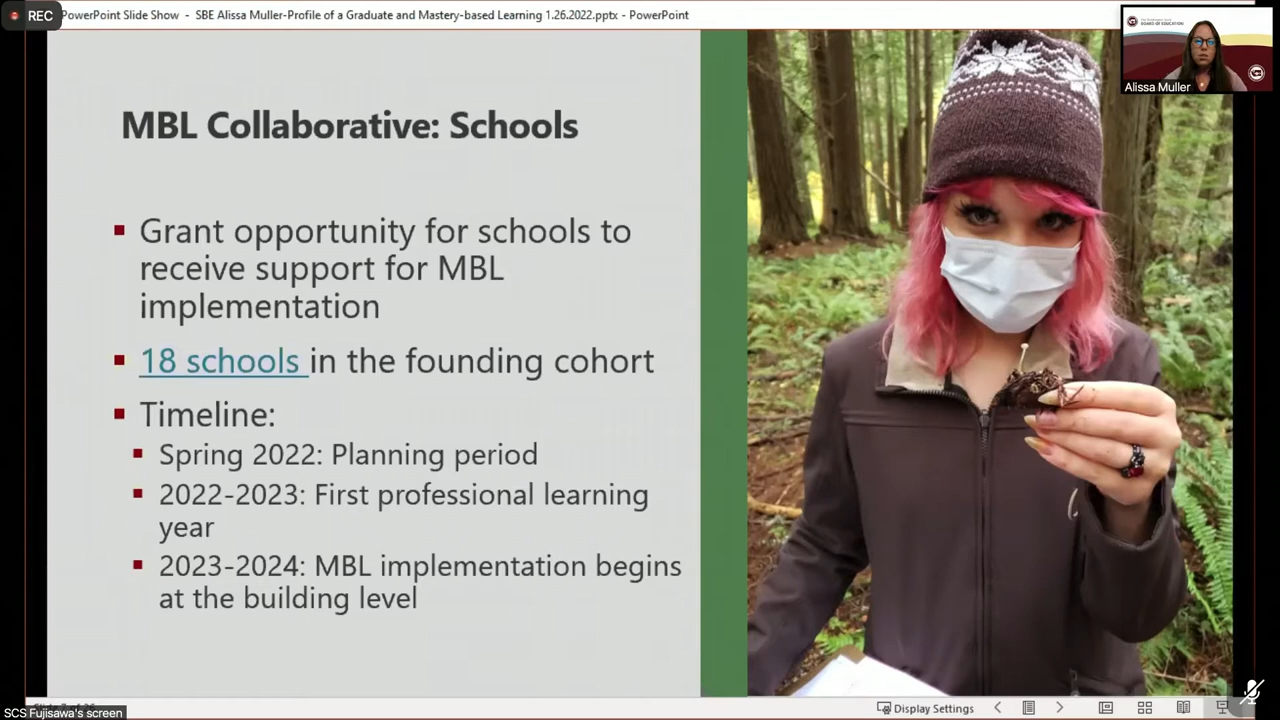 REC
PowerPoint Slide Show - SBE Alissa Muller-Profile of a Graduate and Mastery-based Learning 1.26.2022.pptx - PowerPoint
BOARD OF EDUCATION
Alissa Muller
MBL Collaborative: Schools
Grant opportunity for schools to
receive support for MBL
implementation
18 schools in the founding cohort
Timeline:
Spring 2022: Planning period
2022-2023: First professional learning
year
2023-2024: MBL implementation begins
at the building level
SCS Fujisawa's screen
Display Settings